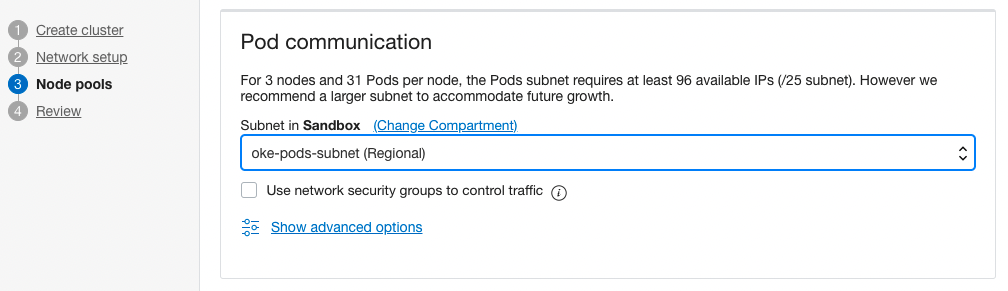 1 Create cluster
2 Network setup
3 Node pools
4 Review
Pod communication
For 3 nodes and 31 Pods per node, the Pods subnet requires at least 96 available IPs (/25 subnet). However we
recommend a larger subnet to accommodate future growth.
Subnet in Sandbox (Change Compartment)
oke-pods-subnet (Regional)
Use network security groups to control traffic i
Show advanced options